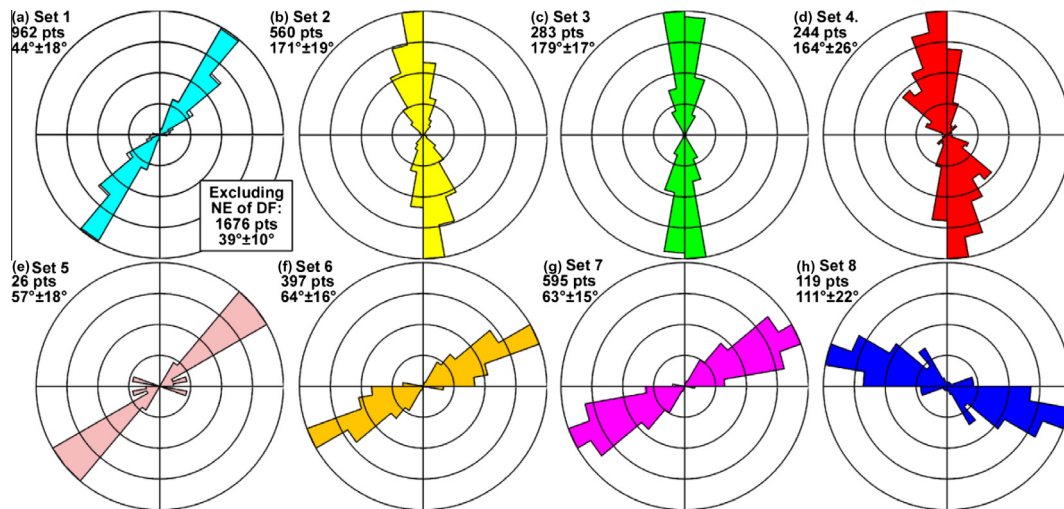 (a) Set 1
962 pts
44°±18°
(b) Set 2
560 pts
171°±19°
(c) Set 3
283 pts
179°±17°
(d) Set 4.
244 pts
164°±26°
Excluding
NE of DF:
1676 pts
39°±10°
(e) Set 5
26 pts
57°±18°
(f) Set 6
397 pts
64°±16°
(g) Set 7
595 pts
63°±15°
(h) Set 8
119 pts
111°±22°